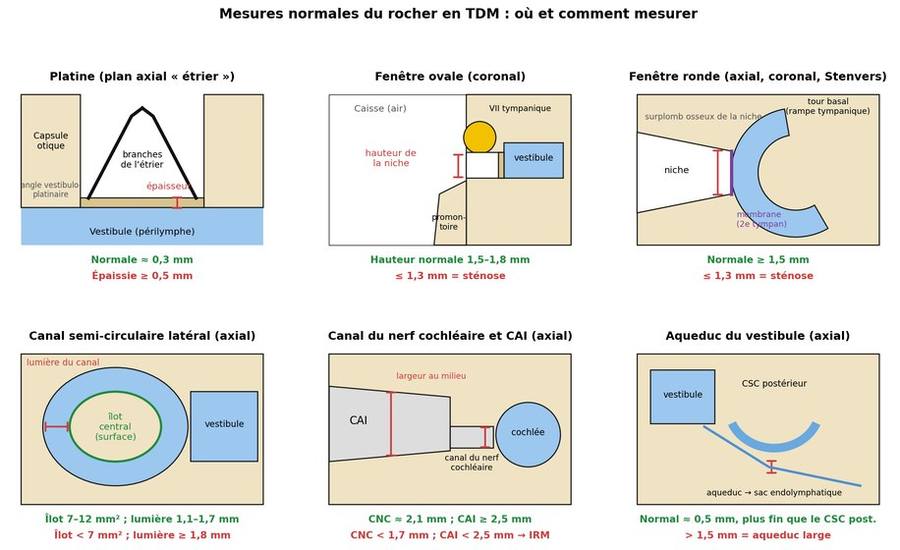 Mesures normales du rocher en TDM : où et comment mesurer
Platine (plan axial « étrier »)
Capsule
otique
branches
de l'étrier
angle vestibulo-
platinaire
épaisseur
Vestibule (périlymphe)
Normale ≈ 0,3 mm
Épaissie ≥ 0,5 mm
Fenêtre ovale (coronal)
Caisse (air)
VII tympanique
hauteur de
la niche
vestibule
promon-
toire
Hauteur normale 1,5–1,8 mm
≤ 1,3 mm = sténose
Fenêtre ronde (axial, coronal, Stenvers)
tour basal
(rampe tympanique)
surplomb osseux de la niche
niche
membrane
(2e tympan)
Normale ≥ 1,5 mm
≤ 1,3 mm = sténose
Canal semi-circulaire latéral (axial)
lumière du canal
îlot
central
(surface)
vestibule
Îlot 7–12 mm² ; lumière 1,1–1,7 mm
Îlot < 7 mm² ; lumière ≥ 1,8 mm
Canal du nerf cochléaire et CAI (axial)
largeur au milieu
CAI
cochlée
canal du nerf
cochléaire
CNC ≈ 2,1 mm ; CAI ≥ 2,5 mm
CNC < 1,7 mm ; CAI < 2,5 mm → IRM
Aqueduc du vestibule (axial)
vestibule
CSC postérieur
aqueduc → sac endolymphatique
Normal ≈ 0,5 mm, plus fin que le CSC post.
> 1,5 mm = aqueduc large